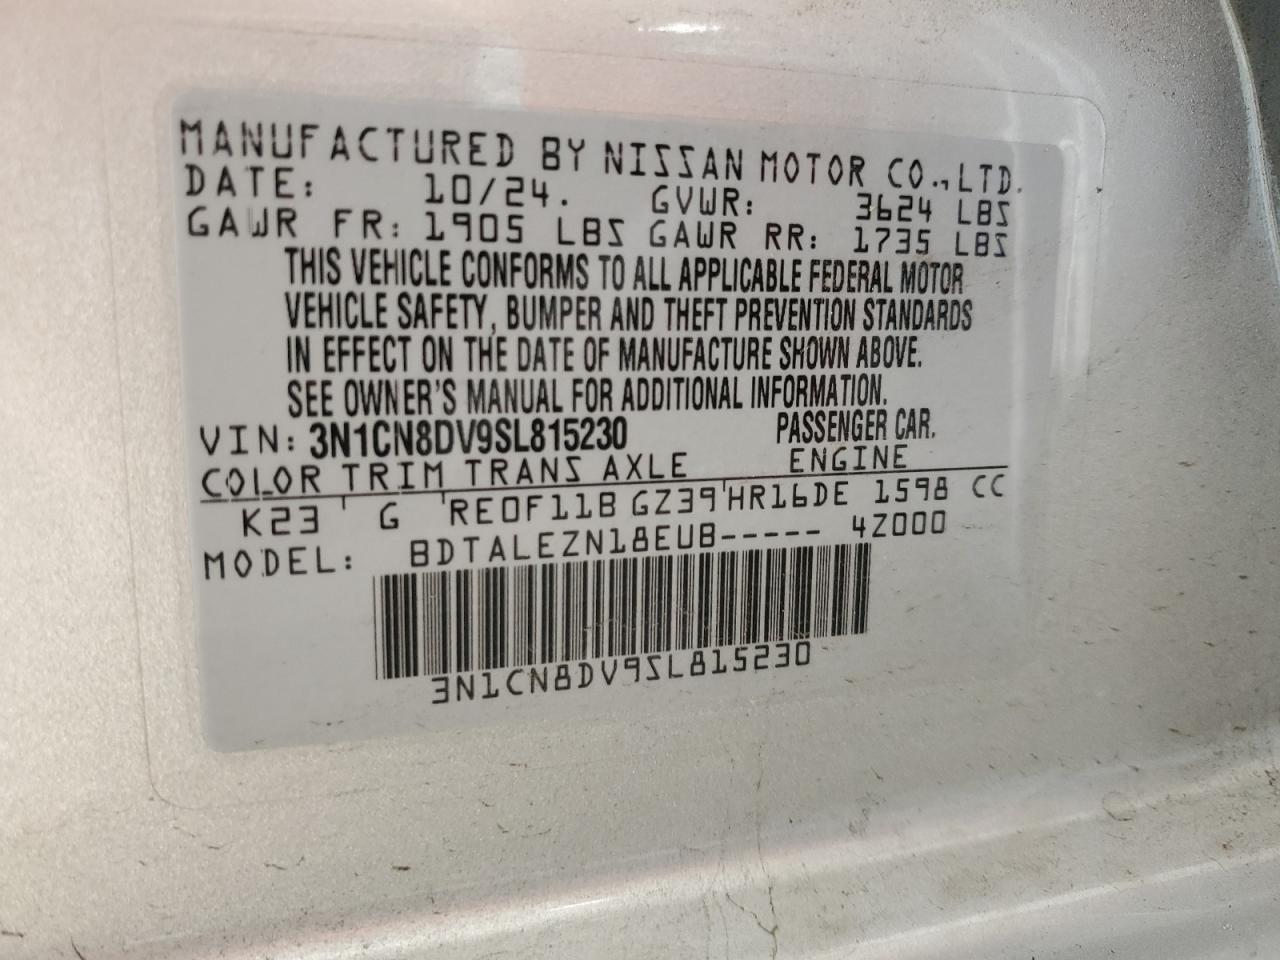 MANUFACTURED BY NISSAN MOTOR CO.,LTD.
DATE: 10/24. GVWR: 3624 LBS
GAWR FR: 1905 LBS GAWR RR: 1735 LBS
THIS VEHICLE CONFORMS TO ALL APPLICABLE FEDERAL MOTOR
VEHICLE SAFETY, BUMPER AND THEFT PREVENTION STANDARDS
IN EFFECT ON THE DATE OF MANUFACTURE SHOWN ABOVE.
SEE OWNER'S MANUAL FOR ADDITIONAL INFORMATION.
VIN: 3N1CN8DV9SL815230 PASSENGER CAR.
COLOR TRIM TRANS AXLE ENGINE
K23 G RE0F11B GZ39 HR16DE 1598 CC
MODEL: BDTALEZN18EUB----- 4Z000
3N1CN8DV9SL815230